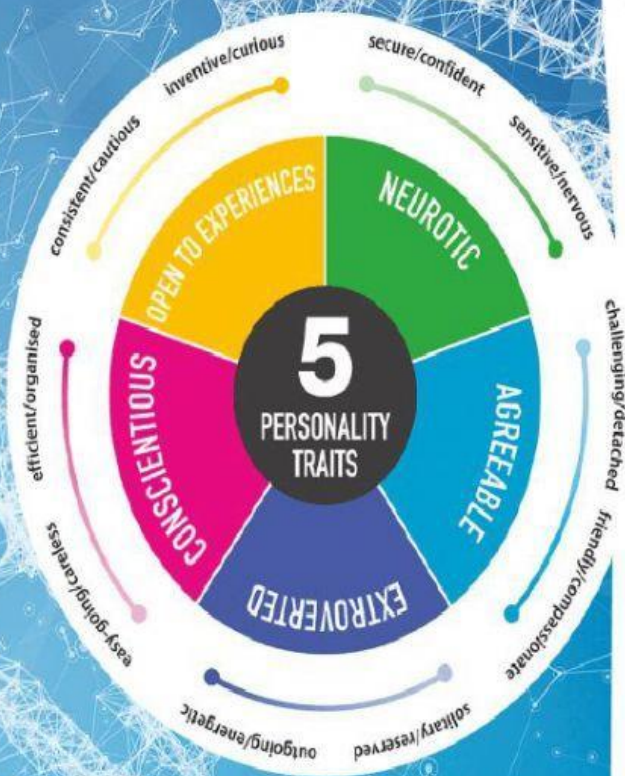 5
PERSONALITY
TRAITS
OPEN TO EXPERIENCES
consistent/cautious
inventive/curious
NEUROTIC
secure/confident
sensitive/nervous
AGREEABLE
challenging/detached
friendly/compassionate
EXTROVERTED
solitary/reserved
outgoing/energetic
CONSCIENTIOUS
easy-going/careless
efficient/organised